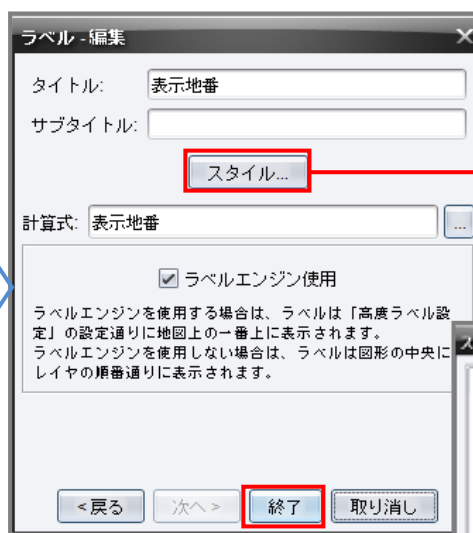 ラベル - 編集
タイトル: 表示地番
サブタイトル:
スタイル...
計算式: 表示地番 ...
ラベルエンジン使用
ラベルエンジンを使用する場合は、ラベルは「高度ラベル設
定」の設定通りに地図上の一番上に表示されます。
ラベルエンジンを使用しない場合は、ラベルは図形の中央に
レイヤの順番通りに表示されます。
ス
<戻る 次へ > 終了 取り消し